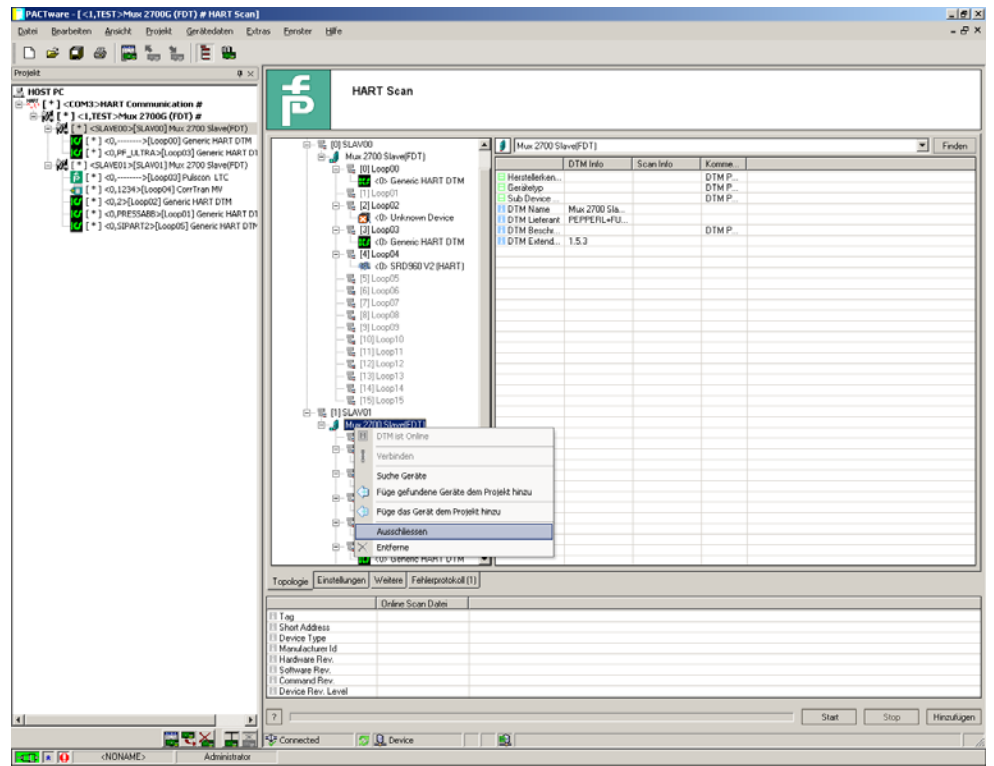 PACTware - [<1,TEST>Mux 2700G (FDT) # HART Scan]
Datei Bearbeiten Ansicht Projekt Gerätedaten Extras Fenster Hilfe
Projekt
HOST PC
[ * ] <COM3>HART Communication #
[ * ] <1,TEST>Mux 2700G (FDT) #
[ * ] <SLAVE00>[SLAV00] Mux 2700 Slave(FDT)
[ * ] <0,-------->[Loop00] Generic HART DTM
[ * ] <0,PF_ULTRA>[Loop03] Generic HART DT
[ * ] <SLAVE01>[SLAV01] Mux 2700 Slave(FDT)
[ * ] <0,-------->[Loop03] Pulscon LTC
[ * ] <0,1234>[Loop04] CorrTran MV
[ * ] <0,2>[Loop02] Generic HART DTM
[ * ] <0,PRESSABB>[Loop01] Generic HART DT
[ * ] <0,SIPART2>[Loop05] Generic HART DTM
HART Scan
[0] SLAV00
Mux 2700 Slave(FDT)
[0] Loop00
<0> Generic HART DTM
[1] Loop01
[2] Loop02
<0> Unknown Device
[3] Loop03
<0> Generic HART DTM
[4] Loop04
<0> SRD960 V2 (HART)
[5] Loop05
[6] Loop06
[7] Loop07
[8] Loop08
[9] Loop09
[10] Loop10
[11] Loop11
[12] Loop12
[13] Loop13
[14] Loop14
[15] Loop15
[1] SLAV01
Mux 2700 Slave(FDT)
DTM ist Online
Verbinden
Suche Geräte
Füge gefundene Geräte dem Projekt hinzu
Füge das Gerät dem Projekt hinzu
Ausschliessen
Entferne
<0> Generic HART DTM
Mux 2700 Slave(FDT) Finden
DTM Info Scan Info Komme...
Herstellerken... DTM P...
Gerätetyp DTM P...
Sub Device ... DTM P...
DTM Name Mux 2700 Sla...
DTM Lieferant PEPPERL+FU...
DTM Beschr... DTM P...
DTM Extend... 1.5.3
Topologie Einstellungen Weitere Fehlerprotokoll (1)
Online Scan Datei
Tag
Short Address
Device Type
Manufacturer Id
Hardware Rev.
Software Rev.
Command Rev.
Device Rev. Level
? Start Stop Hinzufügen
Connected Device
<NONAME> Administrator